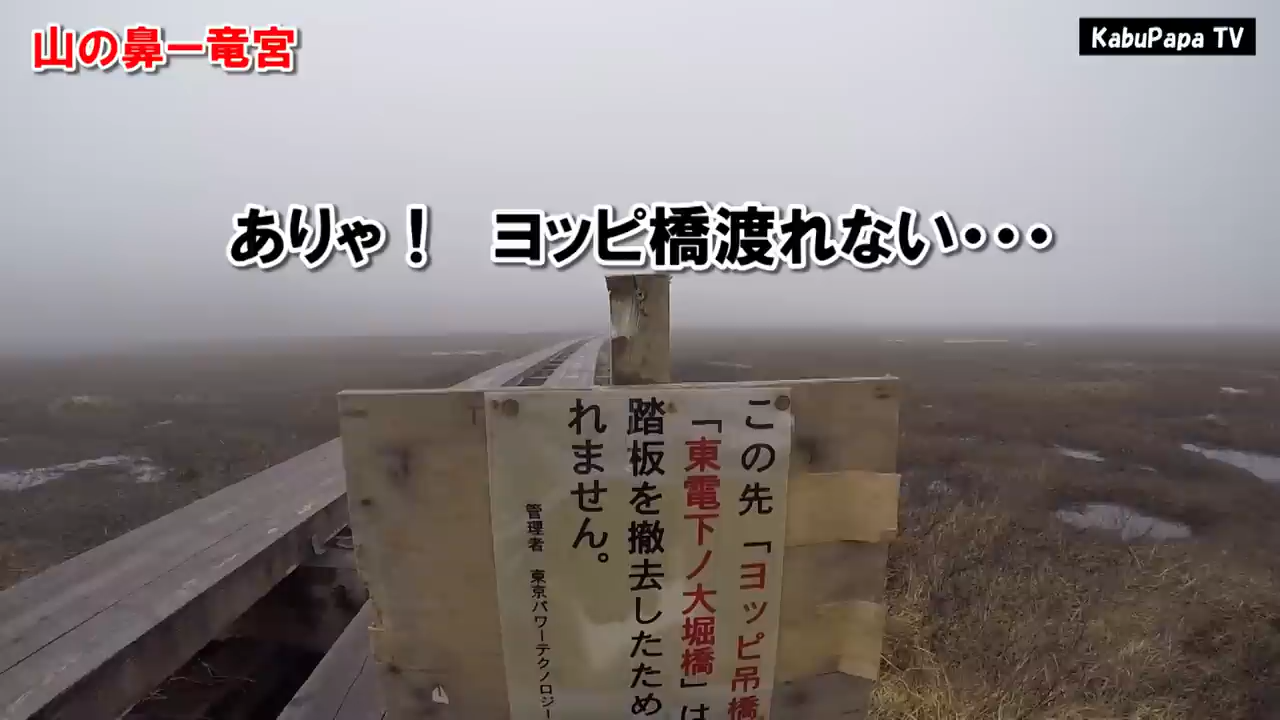 山の鼻ー竜宮
KabuPapa TV
ありゃ！　ヨッピ橋渡れない・・・
この先「ヨッピ吊橋
「東電下ノ大堀橋」は
踏板を撤去したため
れません。
管理者　東京パワーテクノロジー